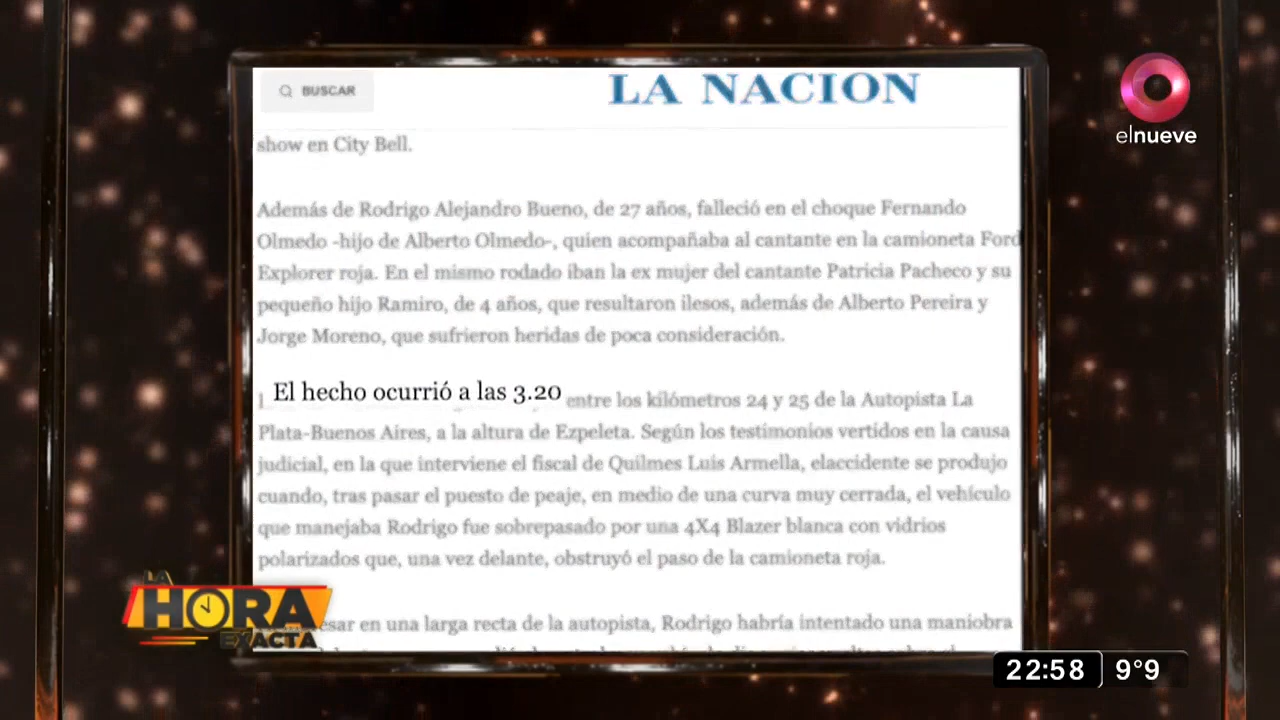 BUSCAR
LA NACION
elnueve
show en City Bell.
Además de Rodrigo Alejandro Bueno, de 27 años, falleció en el choque Fernando
Olmedo -hijo de Alberto Olmedo-, quien acompañaba al cantante en la camioneta Ford
Explorer roja. En el mismo rodado iban la ex mujer del cantante Patricia Pacheco y su
pequeño hijo Ramiro, de 4 años, que resultaron ilesos, además de Alberto Pereira y
Jorge Moreno, que sufrieron heridas de poca consideración.
El hecho ocurrió a las 3.20 entre los kilómetros 24 y 25 de la Autopista La
Plata-Buenos Aires, a la altura de Ezpeleta. Según los testimonios vertidos en la causa
judicial, en la que interviene el fiscal de Quilmes Luis Armella, elaccidente se produjo
cuando, tras pasar el puesto de peaje, en medio de una curva muy cerrada, el vehículo
que manejaba Rodrigo fue sobrepasado por una 4X4 Blazer blanca con vidrios
polarizados que, una vez delante, obstruyó el paso de la camioneta roja.
en una larga recta de la autopista, Rodrigo habría intentado una maniobra
LA
HORA
EXACTA
22:58 9°9